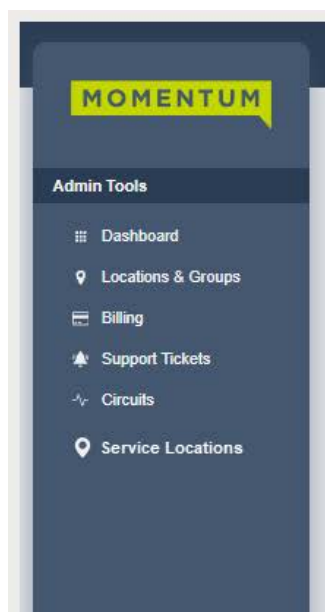 MOMENTUM
Admin Tools
Dashboard
Locations & Groups
Billing
Support Tickets
Circuits
Service Locations